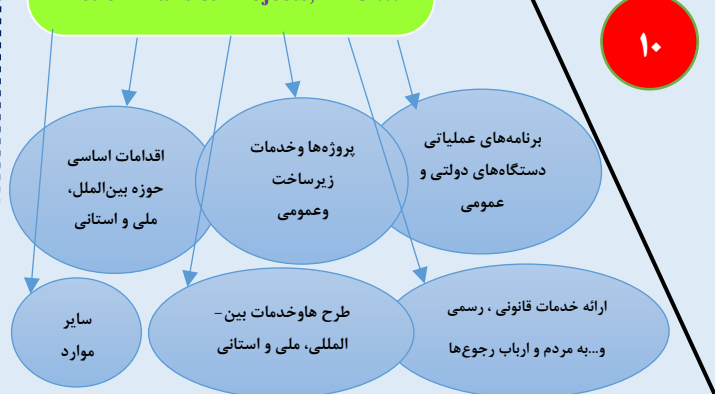 ۱۰
برنامه‌های عملیاتی
دستگاه‌های دولتی و
عمومی
پروژه‌ها وخدمات
زیرساخت
وعمومی
اقدامات اساسی
حوزه بین‌الملل،
ملی و استانی
ارائه خدمات قانونی ، رسمی
و...به مردم و ارباب رجوع‌ها
طرح هاوخدمات بین-
المللی، ملی و استانی
سایر
موارد